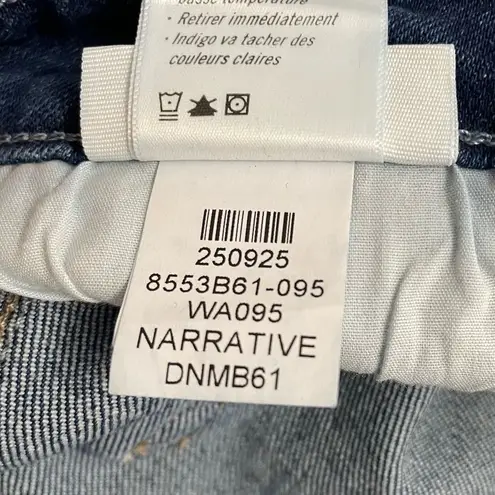 basse température
• Retirer immédiatement
• Indigo va tacher des
couleurs claires
250925
8553B61-095
WA095
NARRATIVE
DNMB61